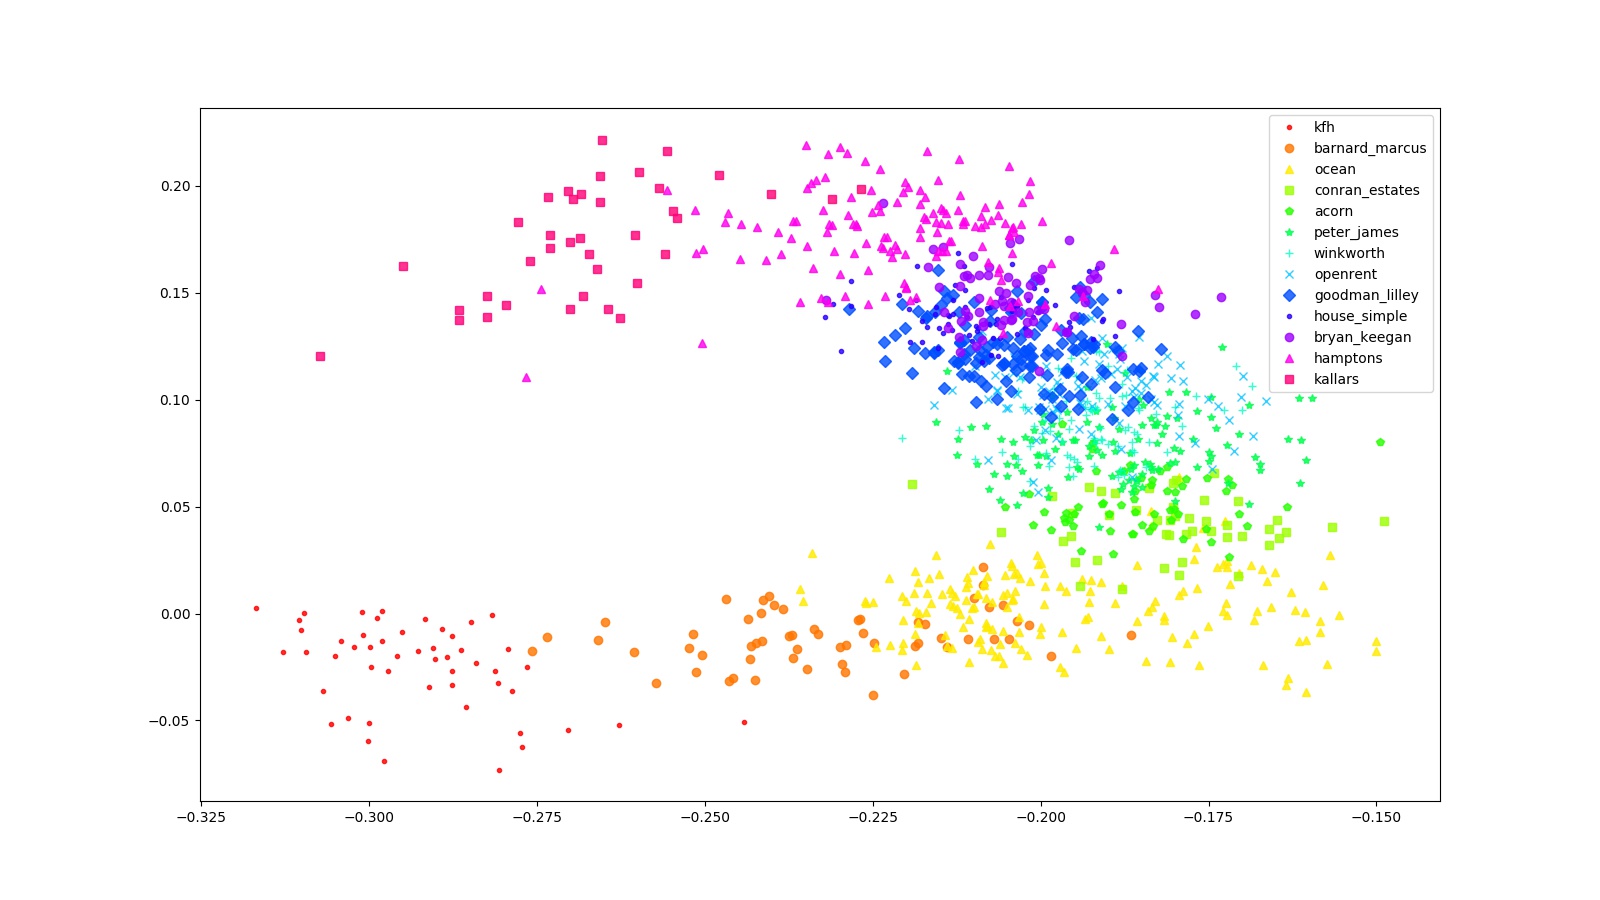 kfh
barnard_marcus
ocean
conran_estates
acorn
peter_james
winkworth
openrent
goodman_lilley
house_simple
bryan_keegan
hamptons
kallars
0.20
0.15
0.10
0.05
0.00
−0.05
−0.325 −0.300 −0.275 −0.250 −0.225 −0.200 −0.175 −0.150